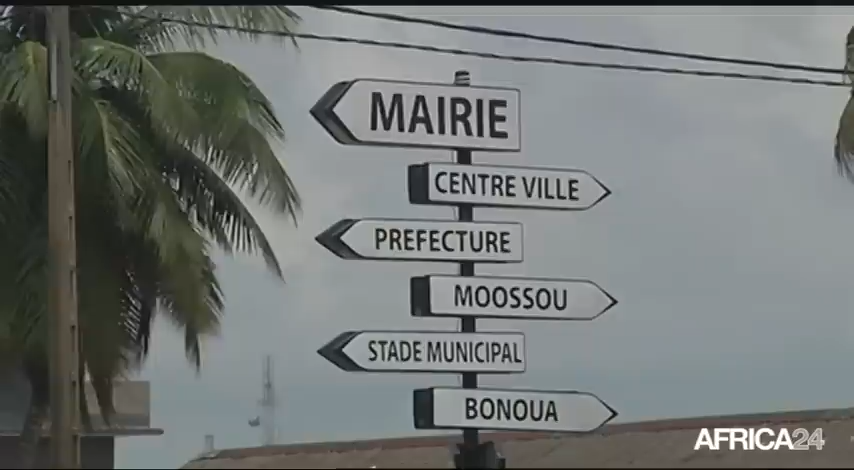 MAIRIE
CENTRE VILLE
PREFECTURE
MOOSSOU
STADE MUNICIPAL
BONOUA
AFRICA24